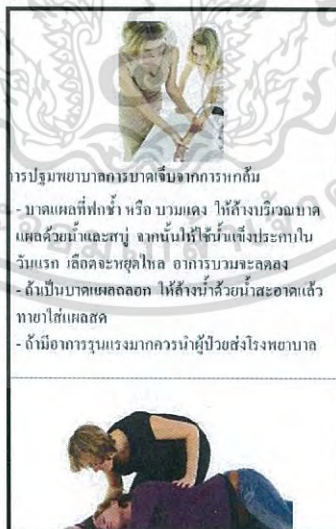 การปฐมพยาบาลการบาดเจ็บจากการหกล้ม
- บาดแผลที่ฟกช้ำ หรือ บวมแดง ให้ล้างบริเวณบาด
แผลด้วยน้ำและสบู่ จากนั้นให้ใช้น้ำแข็งประคบใน
วันแรก เลือดจะหยุดไหล อาการบวมจะลดลง
- ถ้าเป็นบาดแผลถลอก ให้ล้างน้ำด้วยน้ำสะอาดแล้ว
ทายาใส่แผลสด
- ถ้ามีอาการรุนแรงมากควรนำผู้ป่วยส่งโรงพยาบาล